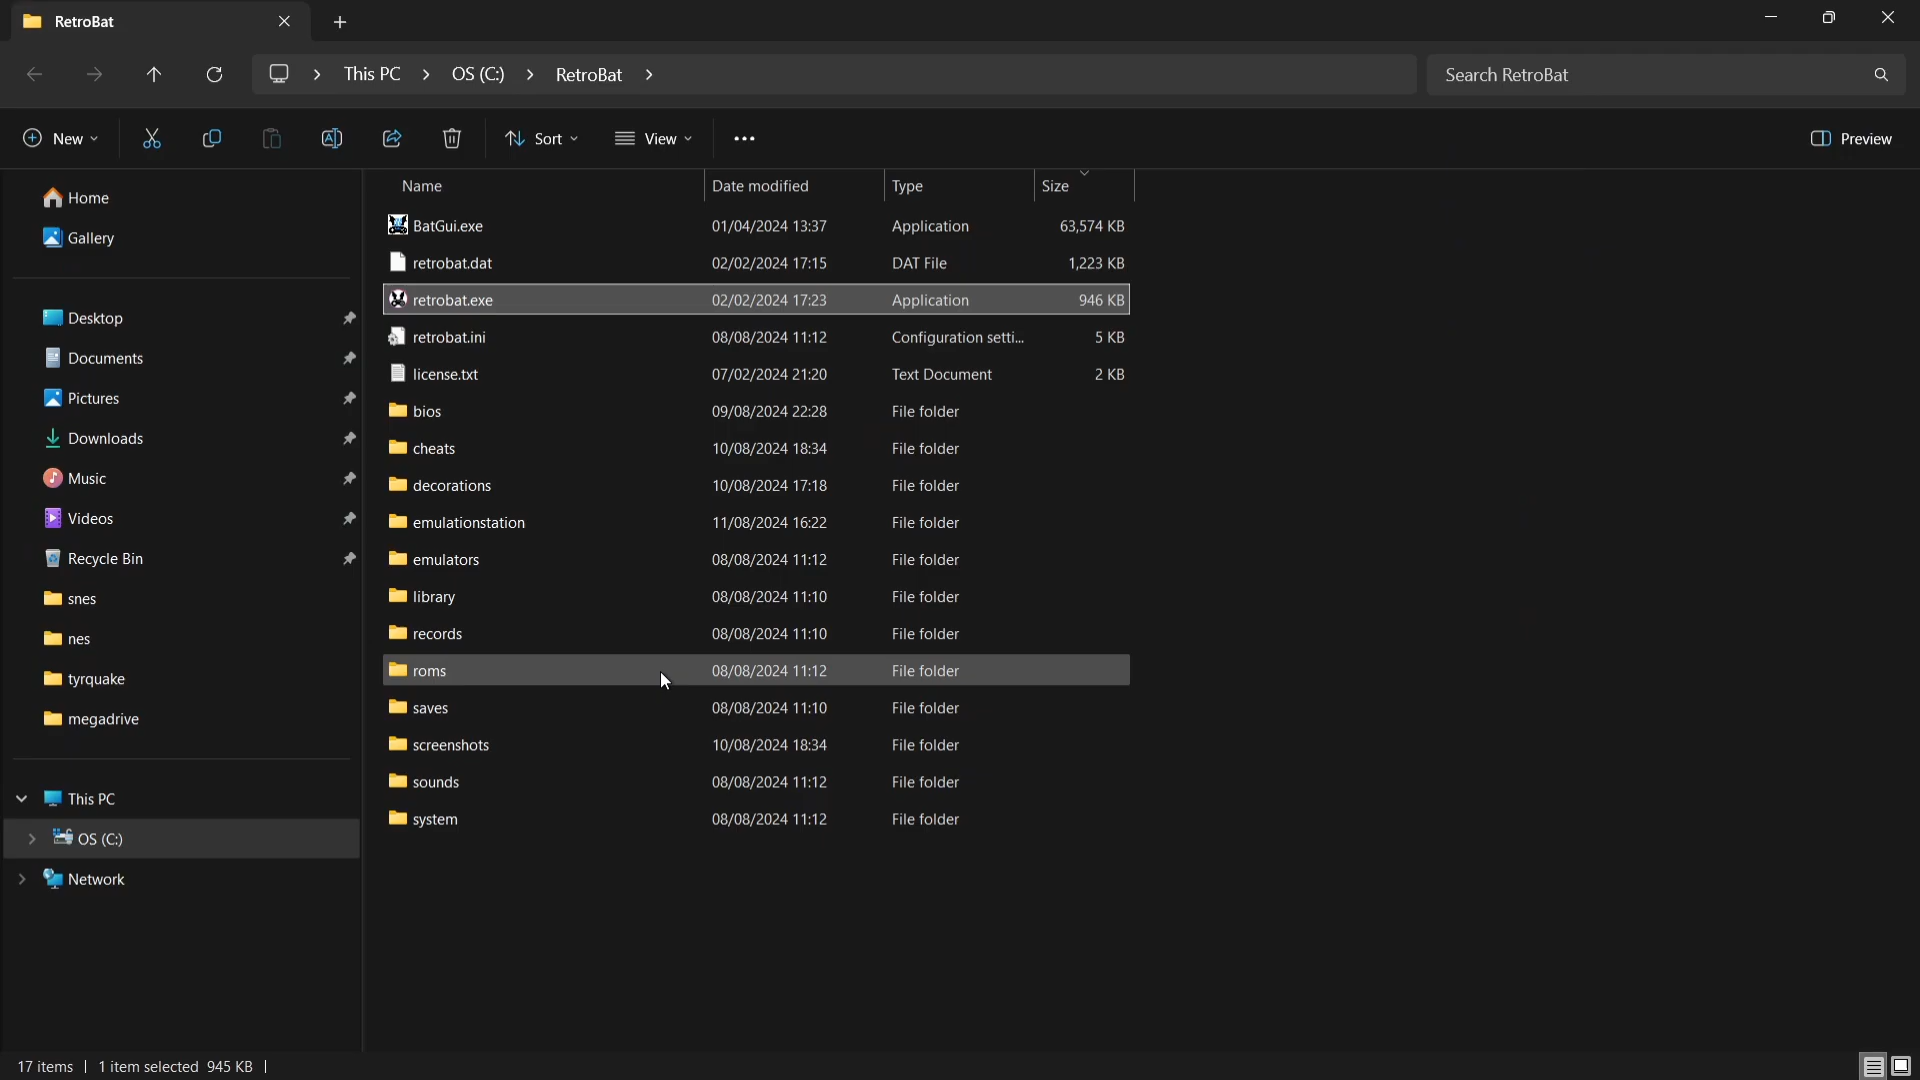 RetroBat
This PC OS (C:) RetroBat
Search RetroBat
New Sort View Preview
Home
Gallery
Desktop
Documents
Pictures
Downloads
Music
Videos
Recycle Bin
snes
nes
tyrquake
megadrive
This PC
OS (C:)
Network
Name Date modified Type Size
BatGui.exe 01/04/2024 13:37 Application 63,574 KB
retrobat.dat 02/02/2024 17:15 DAT File 1,223 KB
retrobat.exe 02/02/2024 17:23 Application 946 KB
retrobat.ini 08/08/2024 11:12 Configuration setti... 5 KB
license.txt 07/02/2024 21:20 Text Document 2 KB
bios 09/08/2024 22:28 File folder
cheats 10/08/2024 18:34 File folder
decorations 10/08/2024 17:18 File folder
emulationstation 11/08/2024 16:22 File folder
emulators 08/08/2024 11:12 File folder
library 08/08/2024 11:10 File folder
records 08/08/2024 11:10 File folder
roms 08/08/2024 11:12 File folder
saves 08/08/2024 11:10 File folder
screenshots 10/08/2024 18:34 File folder
sounds 08/08/2024 11:12 File folder
system 08/08/2024 11:12 File folder
17 items 1 item selected 945 KB